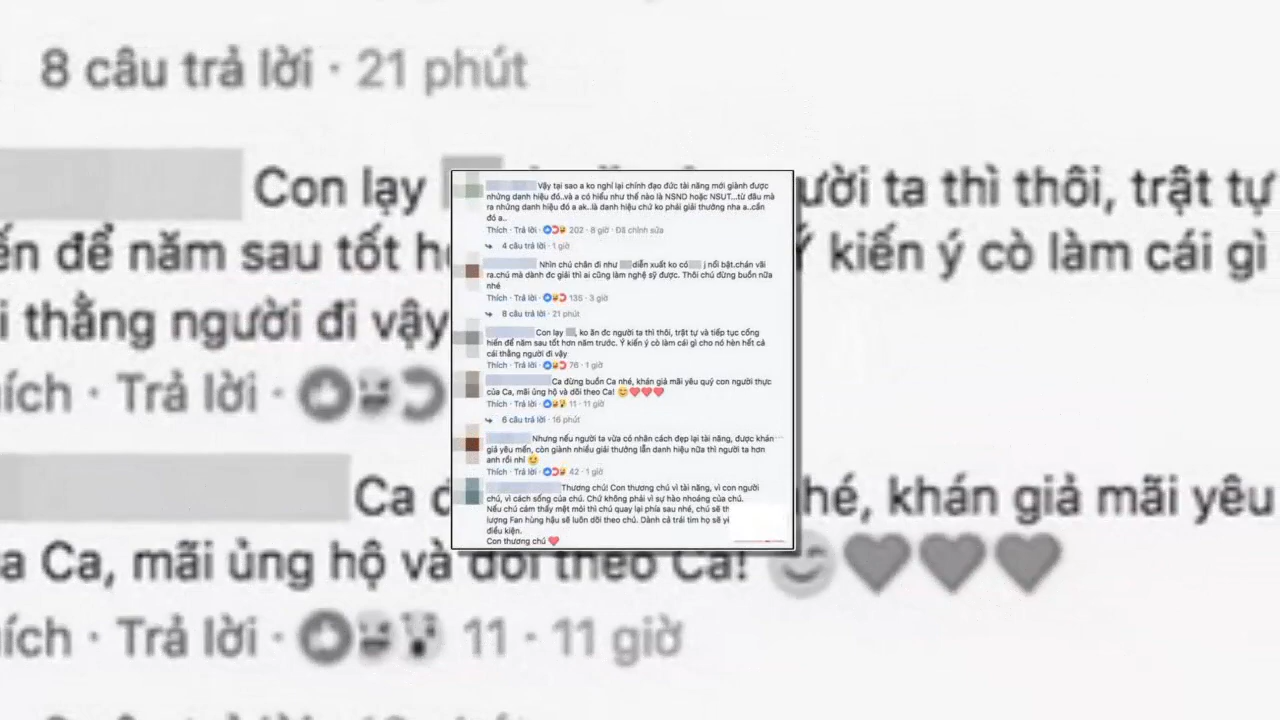 8 câu trả lời · 21 phút
Con lạy
ười ta thì thôi, trật tự
ến để năm sau tốt h
Ý kiến ý cò làm cái gì
i thằng người đi vậy
hích · Trả lời ·
Ca đ
hé, khán giả mãi yêu
a Ca, mãi ủng hộ và dõi theo Ca!
hích · Trả lời · 11 · 11 giờ
Vậy tại sao a ko nghĩ lại chính đạo đức tài năng mới giành được
những danh hiệu đó..và a có hiểu như thế nào là NSND hoặc NSUT...từ đâu mà
ra những danh hiệu đó a ak..là danh hiệu chứ ko phải giải thưởng nha a..cần
đó a..
Thích · Trả lời · 202 · 8 giờ · Đã chỉnh sửa
4 câu trả lời · 1 giờ
Nhìn chú chán đi như diễn xuất ko có j nổi bật.chán vãi
ra.chú mà dành đc giải thì ai cũng làm nghệ sỹ được. Thôi chú đừng buồn nữa
nhé
Thích · Trả lời · 135 · 3 giờ
8 câu trả lời · 21 phút
Con lạy , ko ăn đc người ta thì thôi, trật tự và tiếp tục cống
hiến để năm sau tốt hơn năm trước. Ý kiến ý cò làm cái gì cho nó hèn hết cả
cái thằng người đi vậy
Thích · Trả lời · 76 · 1 giờ
Ca đừng buồn Ca nhé, khán giả mãi yêu quý con người thực
của Ca, mãi ủng hộ và dõi theo Ca! 😊❤❤❤
Thích · Trả lời · 11 · 11 giờ
6 câu trả lời · 16 phút
Nhưng nếu người ta vừa có nhân cách đẹp lại tài năng, được khán
giả yêu mến, còn giành nhiều giải thưởng lẫn danh hiệu nữa thì người ta hơn
anh rồi nhỉ
Thích · Trả lời · 42 · 1 giờ
Thương chú! Con thương chú vì tài năng, vì con người
chú, vì cách sống của chú. Chứ không phải vì sự hào nhoáng của chú.
Nếu chú cảm thấy mệt mỏi thì chú quay lại phía sau nhé, chú sẽ th
lượng Fan hùng hậu sẽ luôn dõi theo chú. Dành cả trái tim họ sẽ yê
điều kiện.
Con thương chú ❤